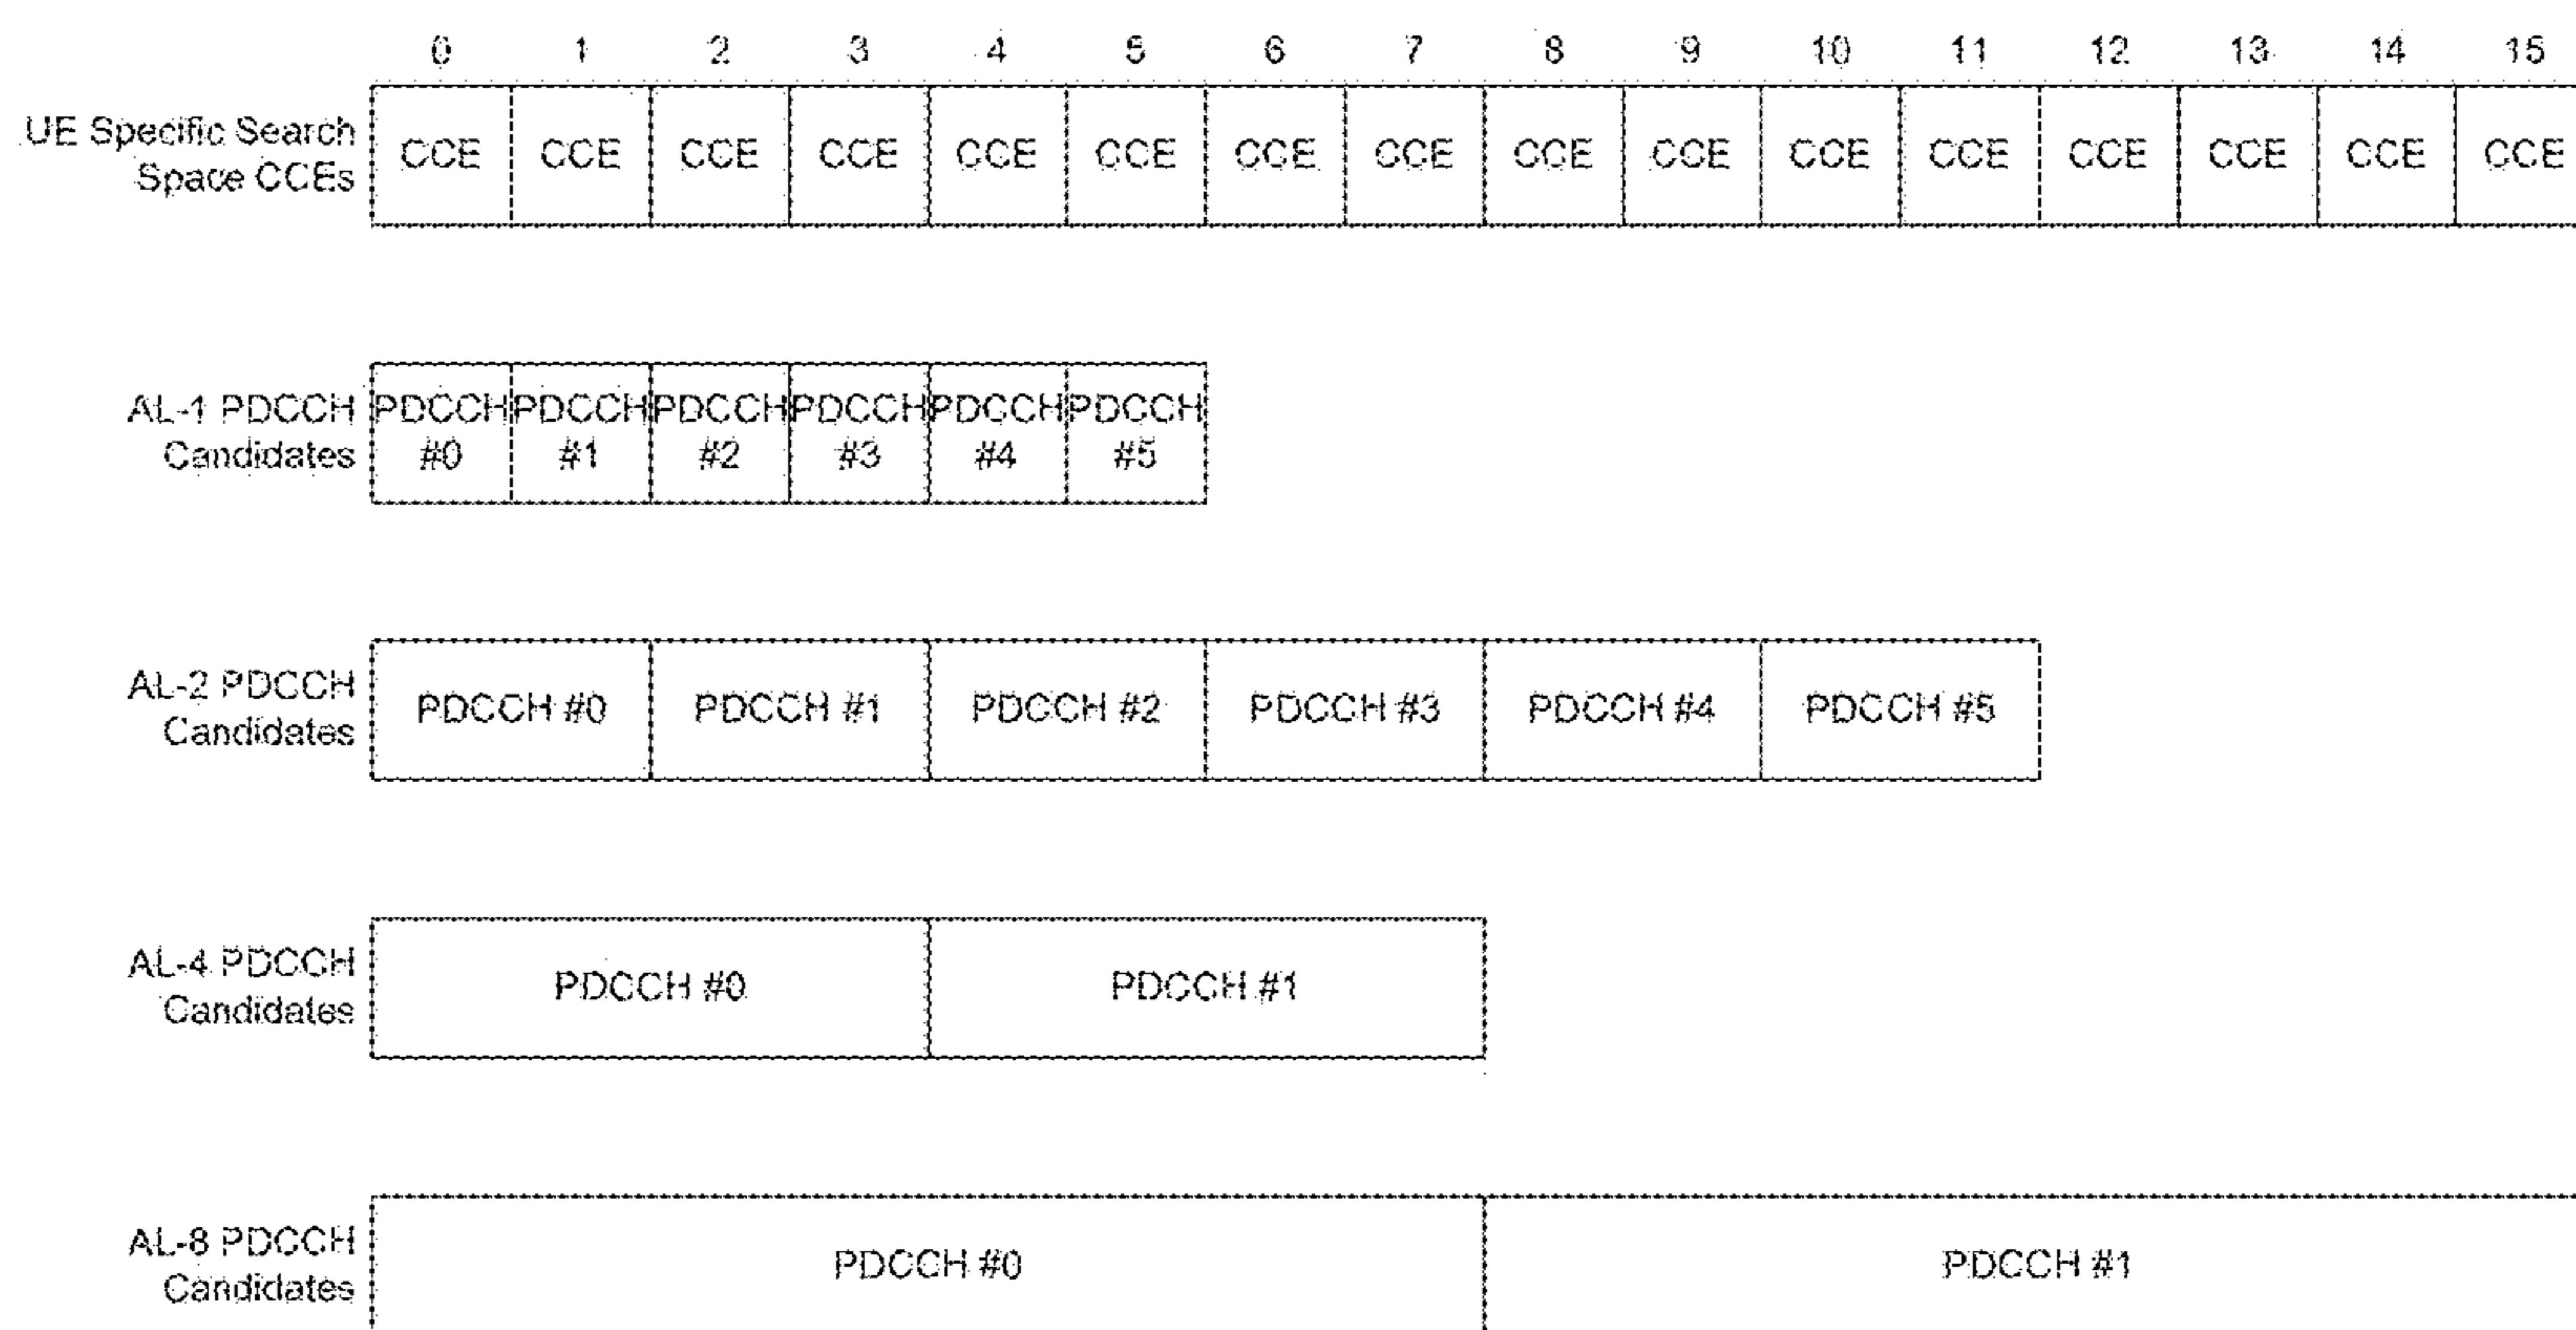 0 1 2 3 4 5 6 7 8 9 10 11 12 13 14 15
UE Specific Search
Space CCEs
CCE CCE CCE CCE CCE CCE CCE CCE CCE CCE CCE CCE CCE CCE CCE CCE
AL-1 PDCCH
Candidates
PDCCH PDCCH PDCCH PDCCH PDCCH PDCCH
#0 #1 #2 #3 #4 #5
AL-2 PDCCH
Candidates
PDCCH #0 PDCCH #1 PDCCH #2 PDCCH #3 PDCCH #4 PDCCH #5
AL-4 PDCCH
Candidates
PDCCH #0 PDCCH #1
AL-8 PDCCH
Candidates
PDCCH #0 PDCCH #1